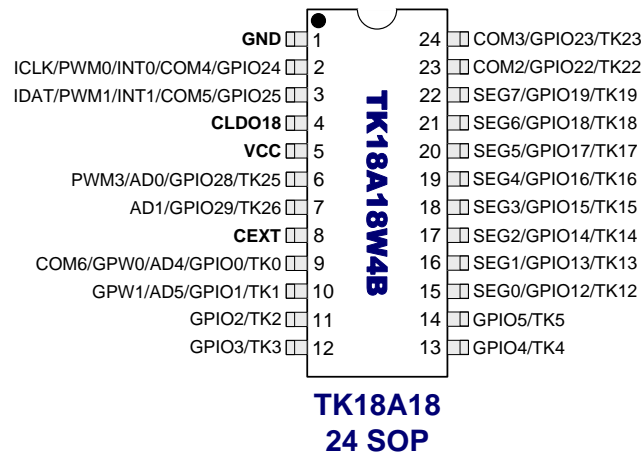 GND 1 24 COM3/GPIO23/TK23
ICLK/PWM0/INT0/COM4/GPIO24 2 23 COM2/GPIO22/TK22
IDAT/PWM1/INT1/COM5/GPIO25 3 22 SEG7/GPIO19/TK19
CLDO18 4 21 SEG6/GPIO18/TK18
VCC 5 20 SEG5/GPIO17/TK17
PWM3/AD0/GPIO28/TK25 6 19 SEG4/GPIO16/TK16
AD1/GPIO29/TK26 7 18 SEG3/GPIO15/TK15
CEXT 8 17 SEG2/GPIO14/TK14
COM6/GPW0/AD4/GPIO0/TK0 9 16 SEG1/GPIO13/TK13
GPW1/AD5/GPIO1/TK1 10 15 SEG0/GPIO12/TK12
GPIO2/TK2 11 14 GPIO5/TK5
GPIO3/TK3 12 13 GPIO4/TK4
TK18A18W4B
TK18A18
24 SOP